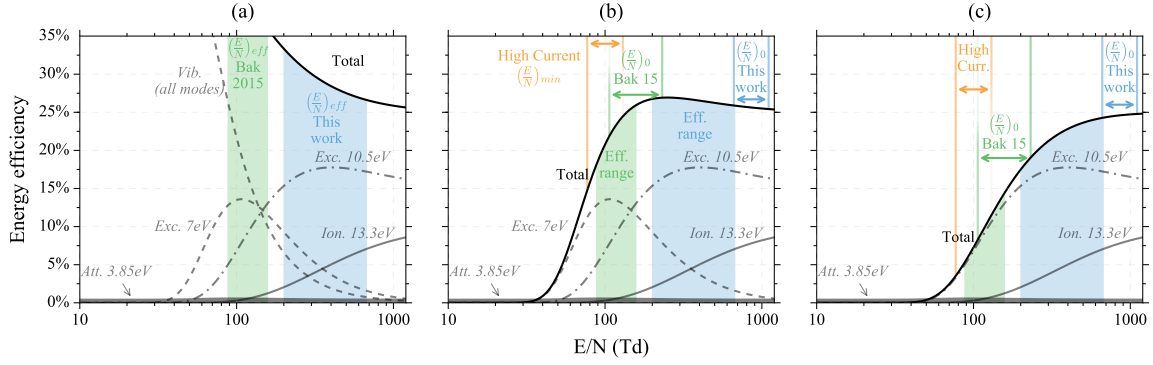 (a)
(b)
(c)
Energy efficiency
35%
30%
25%
20%
15%
10%
5%
0%
10
100
1000
Vib.
(all modes)
(E/N)eff
Bak
2015
Total
(E/N)eff
This
work
Exc. 10.5eV
Exc. 7eV
Ion. 13.3eV
Att. 3.85eV
10
100
1000
High Current
(E/N)min
(E/N)0
Bak 15
(E/N)0
This
work
Eff.
range
Eff.
range
Exc. 10.5eV
Total
Exc. 7eV
Ion. 13.3eV
Att. 3.85eV
10
100
1000
High
Curr.
(E/N)0
Bak 15
(E/N)0
This
work
Exc. 10.5eV
Total
Ion. 13.3eV
Att. 3.85eV
E/N (Td)